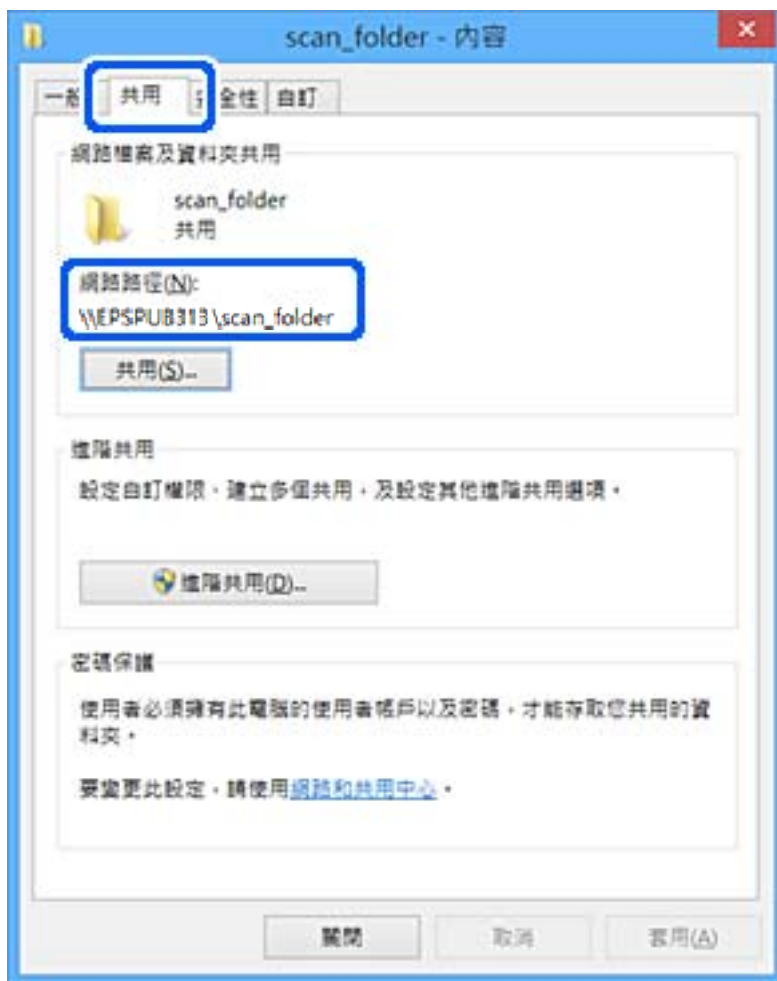 scan_folder - 內容
一般 共用 安全性 自訂
網路檔案及資料夾共用
scan_folder
共用
網路路徑(N):
\\EPSPUB313\scan_folder
共用(S)...
進階共用
設定自訂權限、建立多個共用，及設定其他進階共用選項。
進階共用(D)...
密碼保護
使用者必須擁有此電腦的使用者帳戶以及密碼，才能存取您共用的資
料夾。
要變更此設定，請使用網路和共用中心。
關閉 取消 套用(A)